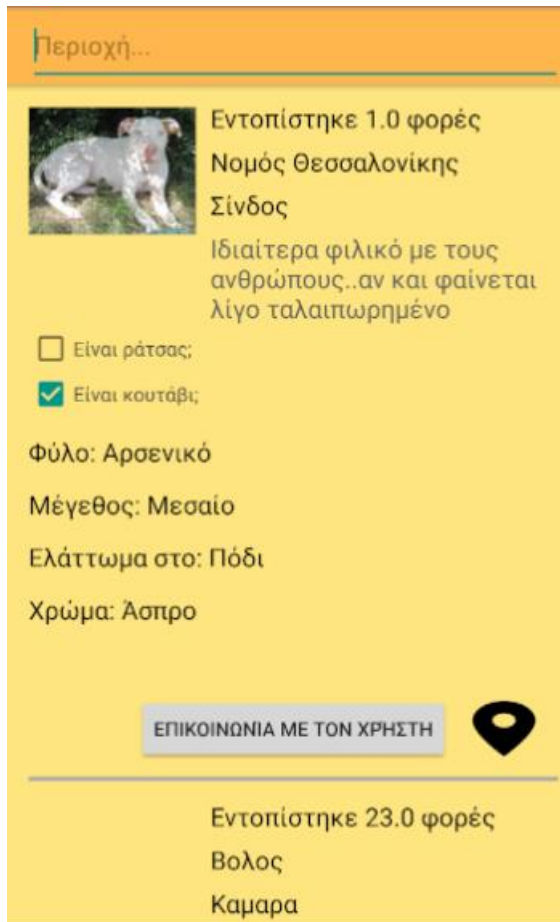 Περιοχή...
Εντοπίστηκε 1.0 φορές
Νομός Θεσσαλονίκης
Σίνδος
Ιδιαίτερα φιλικό με τους
ανθρώπους..αν και φαίνεται
λίγο ταλαιπωρημένο
Είναι ράτσας;
Είναι κουτάβι;
Φύλο: Αρσενικό
Μέγεθος: Μεσαίο
Ελάττωμα στο: Πόδι
Χρώμα: Άσπρο
ΕΠΙΚΟΙΝΩΝΊΑ ΜΕ ΤΟΝ ΧΡΉΣΤΗ
Εντοπίστηκε 23.0 φορές
Βολος
Καμαρα